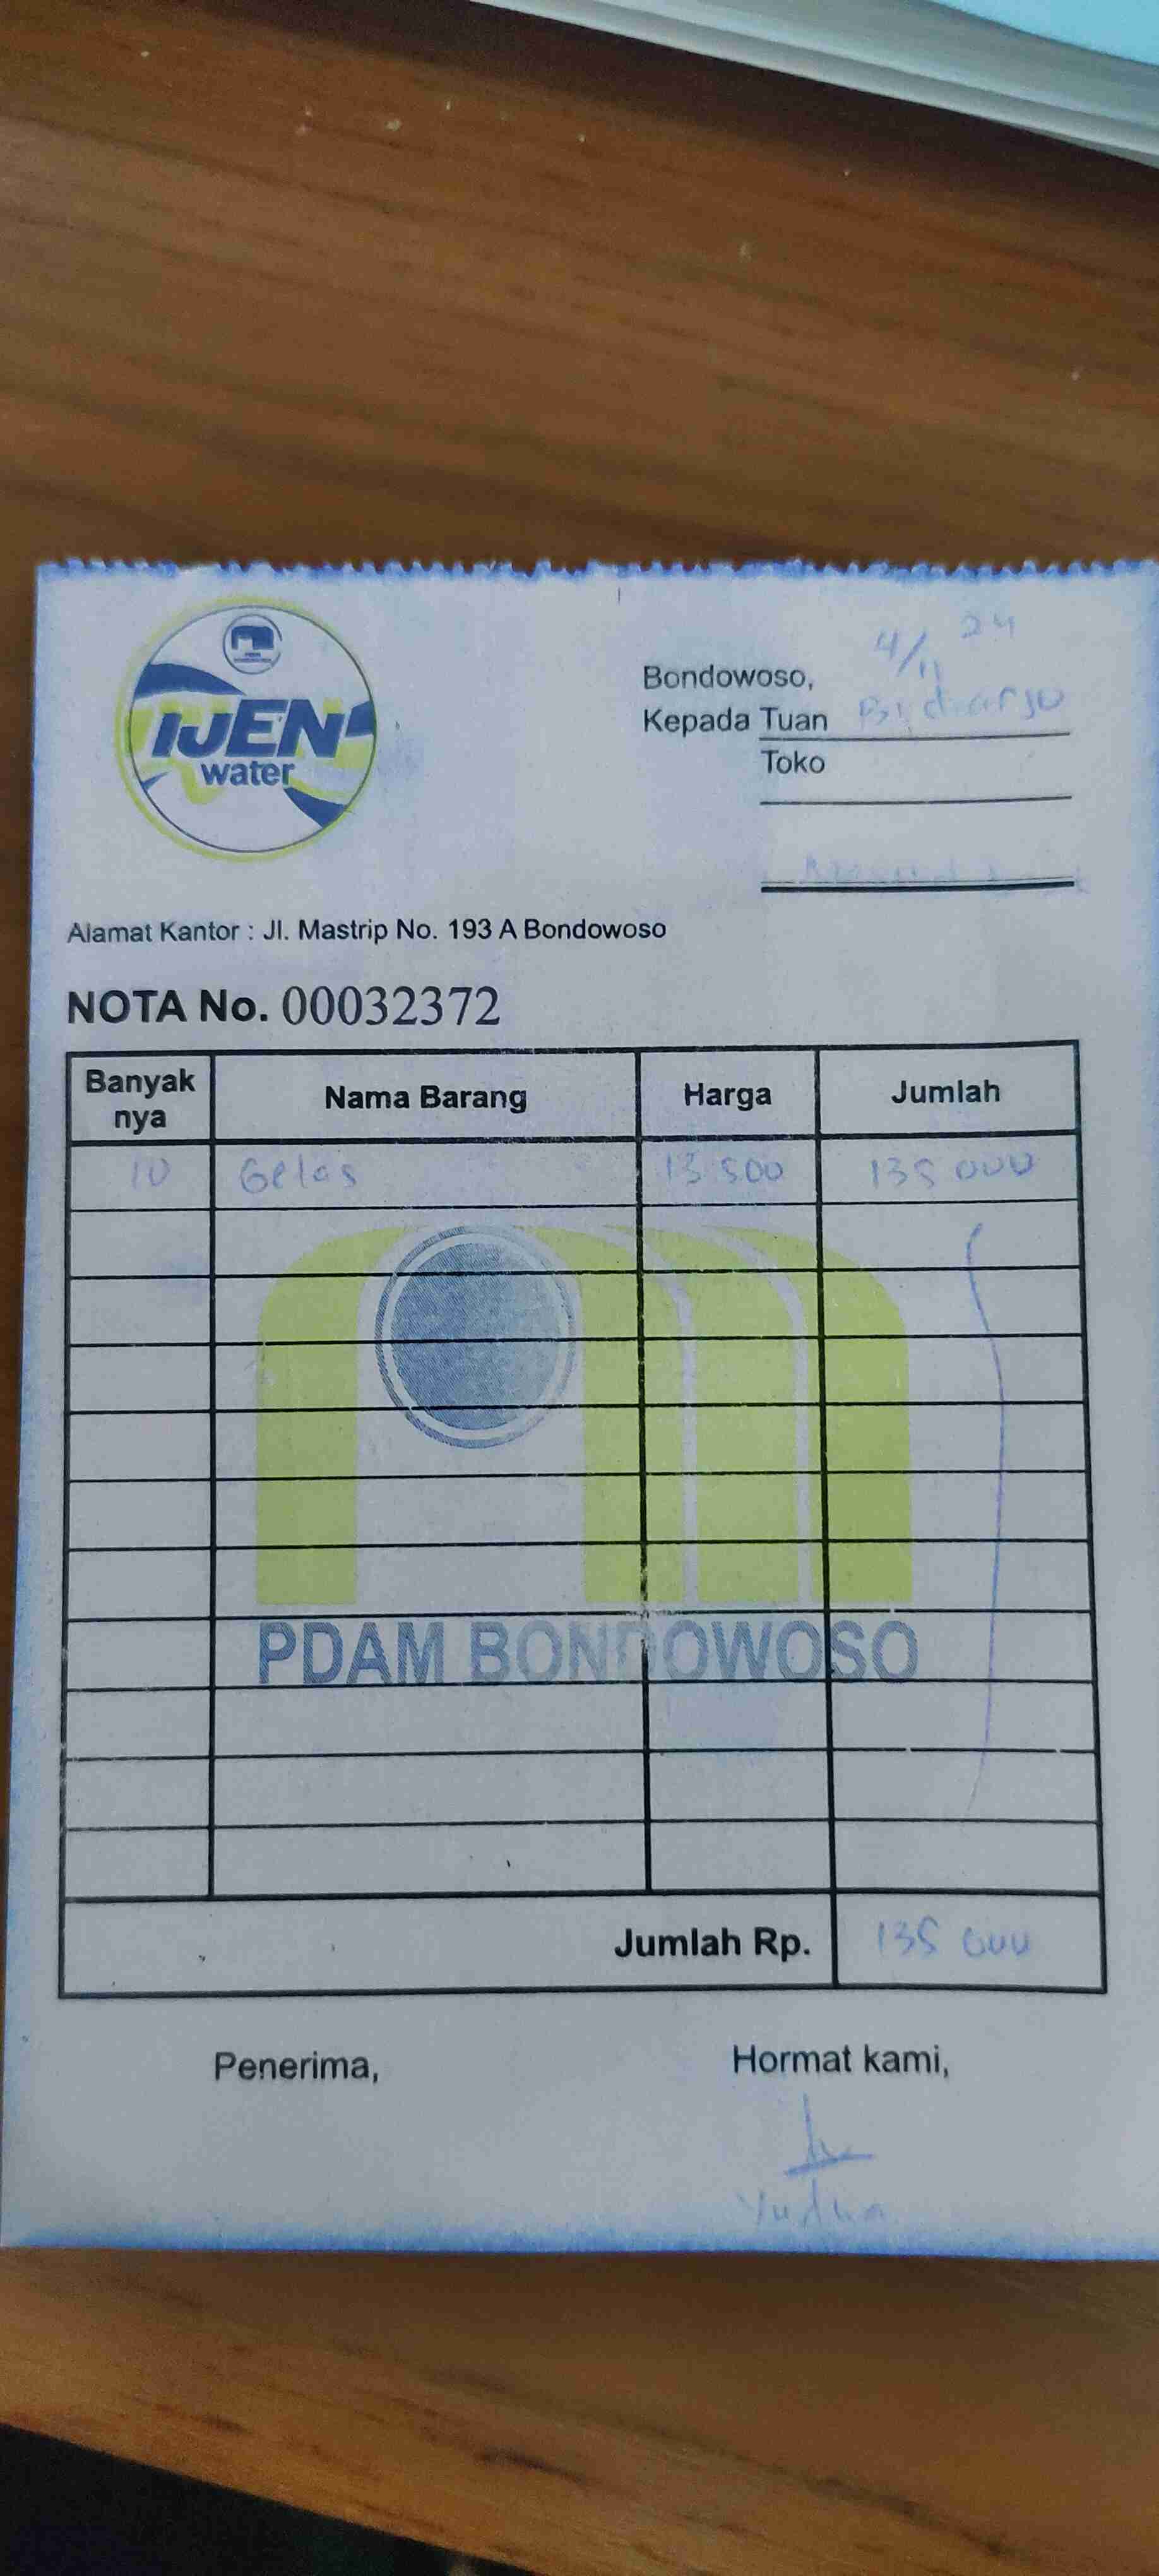 IJEN
water
Bondowoso, 4/11 24
Kepada Tuan
Toko
Alamat Kantor : Jl. Mastrip No. 193 A Bondowoso
NOTA No. 00032372
Banyak nya Nama Barang Harga Jumlah
10 Gelas 13.500 135 000
PDAM BONDOWOSO
Jumlah Rp. 135 000
Penerima, Hormat kami,
Yudha